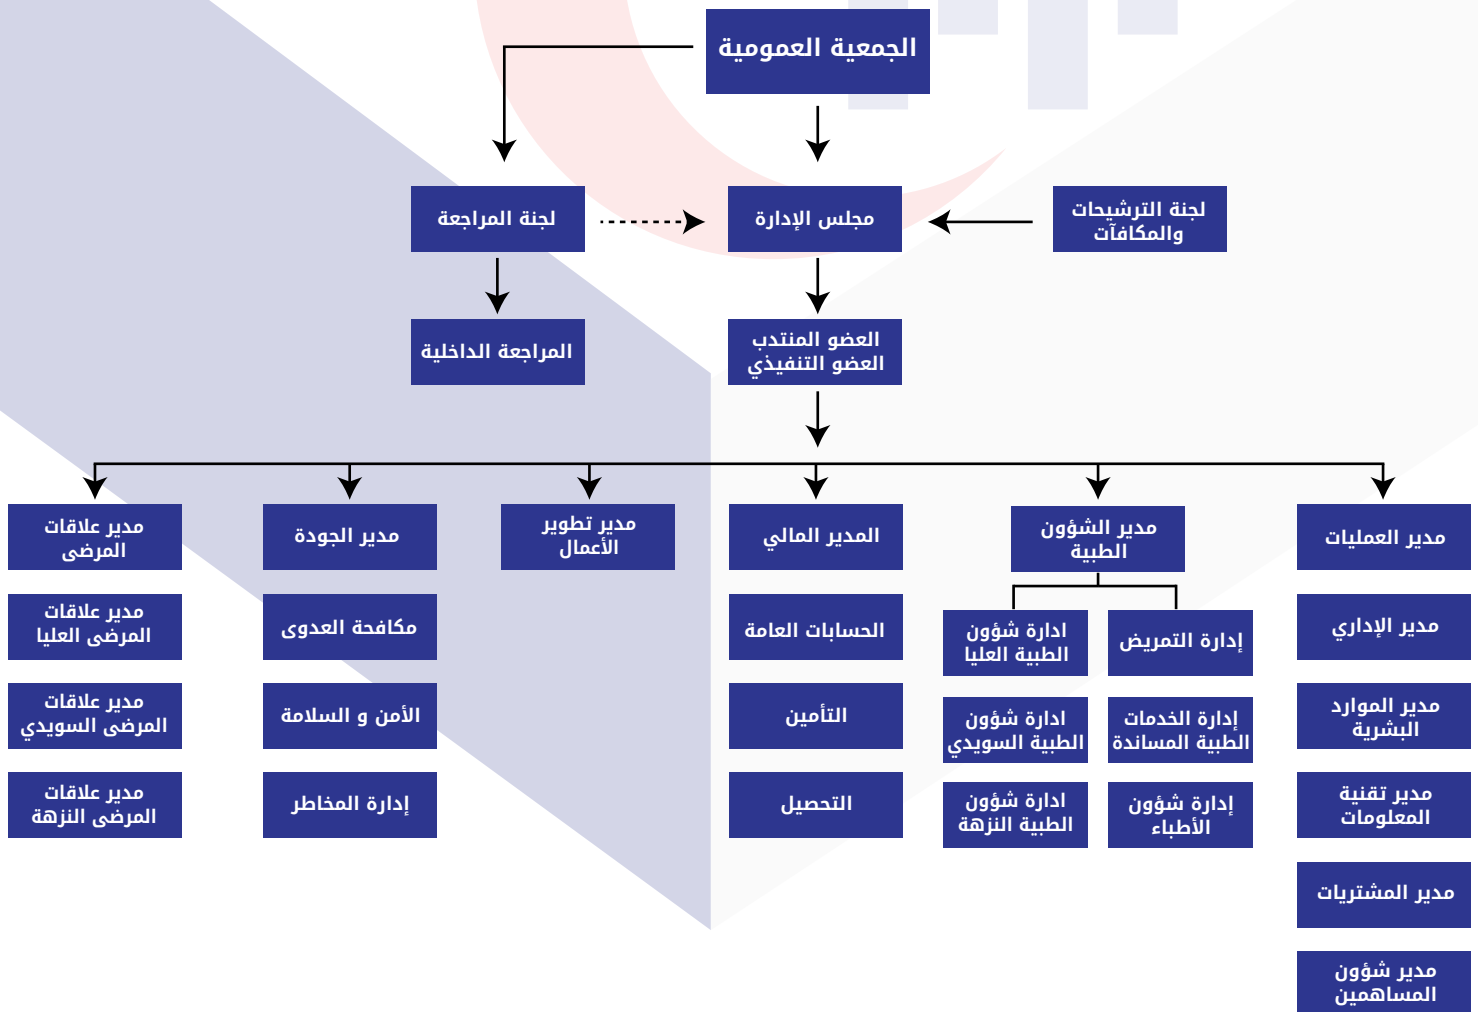 الجمعية العمومية
لجنة الترشيحات
والمكافآت
مجلس الإدارة
لجنة المراجعة
العضو المنتدب
العضو التنفيذي
المراجعة الداخلية
مدير العمليات
مدير الإداري
مدير الموارد
البشرية
مدير تقنية
المعلومات
مدير المشتريات
مدير شؤون
المساهمين
مدير الشؤون
الطبية
إدارة التمريض
إدارة الخدمات
الطبية المساندة
إدارة شؤون
الأطباء
ادارة شؤون
الطبية العليا
ادارة شؤون
الطبية السويدي
ادارة شؤون
الطبية النزهة
المدير المالي
الحسابات العامة
التأمين
التحصيل
مدير تطوير
الأعمال
مدير الجودة
مكافحة العدوى
الأمن و السلامة
إدارة المخاطر
مدير علاقات
المرضى
مدير علاقات
المرضى العليا
مدير علاقات
المرضى السويدي
مدير علاقات
المرضى النزهة